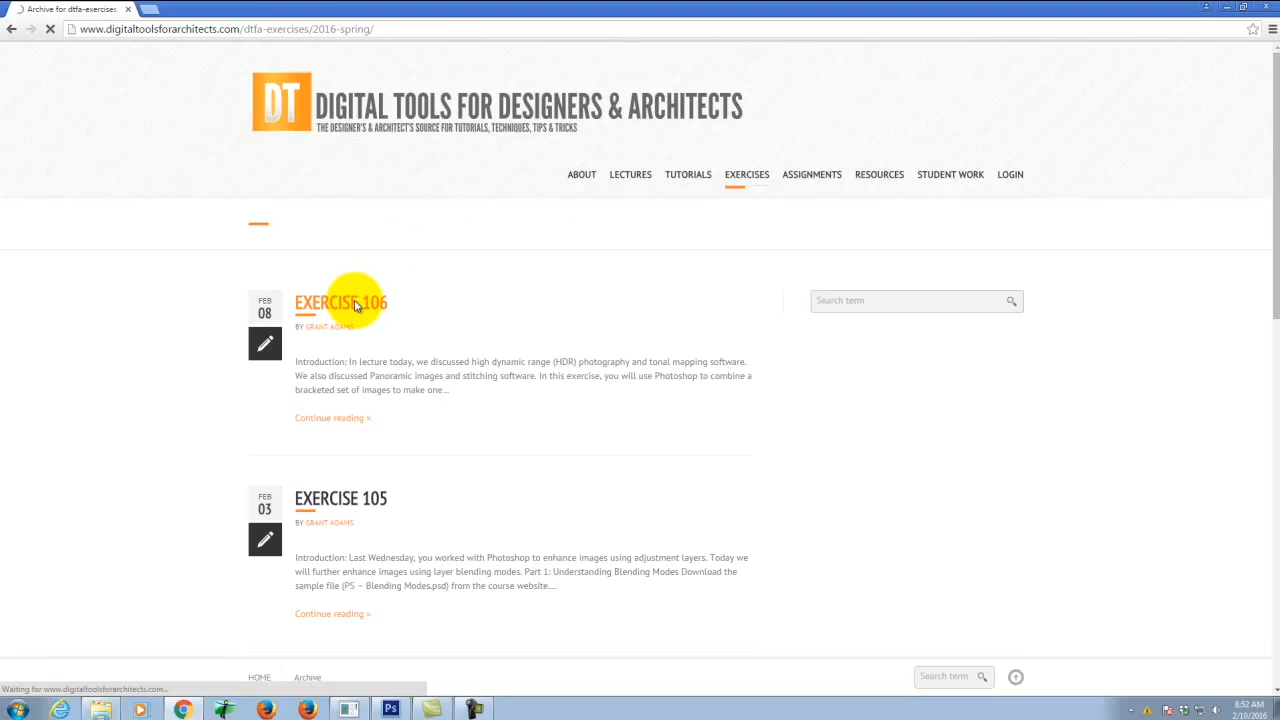 Archive for dtfa-exercises
www.digitaltoolsforarchitects.com/dtfa-exercises/2016-spring/
DT DIGITAL TOOLS FOR DESIGNERS & ARCHITECTS
THE DESIGNER'S & ARCHITECT'S SOURCE FOR TUTORIALS, TECHNIQUES, TIPS & TRICKS
ABOUT LECTURES TUTORIALS EXERCISES ASSIGNMENTS RESOURCES STUDENT WORK LOGIN
FEB
08
EXERCISE 106
BY GRANT ADAMS
Search term
Introduction: In lecture today, we discussed high dynamic range (HDR) photography and tonal mapping software.
We also discussed Panoramic images and stitching software. In this exercise, you will use Photoshop to combine a
bracketed set of images to make one...
Continue reading »
FEB
03
EXERCISE 105
BY GRANT ADAMS
Introduction: Last Wednesday, you worked with Photoshop to enhance images using adjustment layers. Today we
will further enhance images using layer blending modes. Part 1: Understanding Blending Modes Download the
sample file (PS – Blending Modes.psd) from the course website....
Continue reading »
HOME Archive
Search term
Waiting for www.digitaltoolsforarchitects.com...
Ps
8:52 AM
2/10/2016